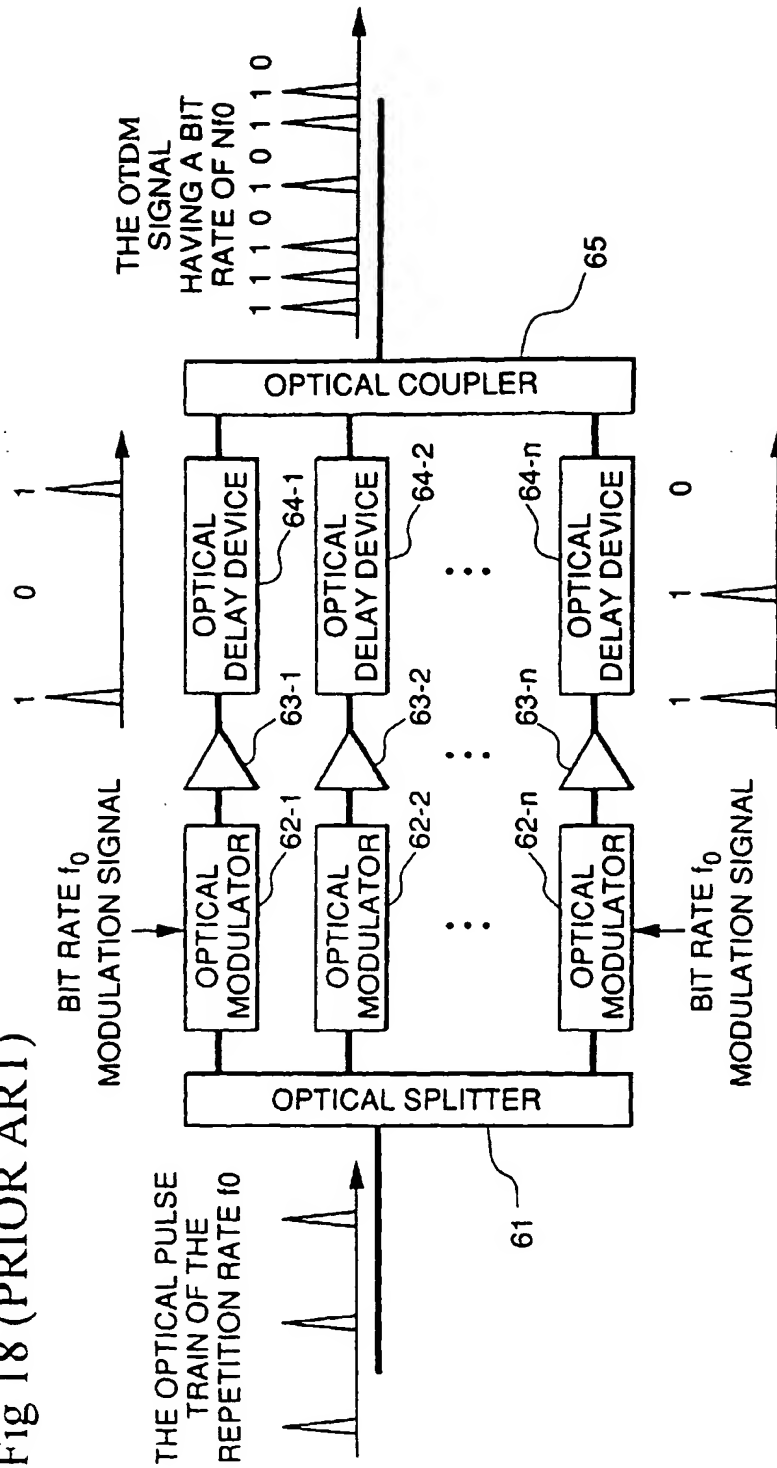 Fig 18 (PRIOR ART)
THE OPTICAL PULSE
TRAIN OF THE
REPETITION RATE f0
61
OPTICAL SPLITTER
BIT RATE f₀
MODULATION SIGNAL
OPTICAL
MODULATOR
62-1
OPTICAL
MODULATOR
62-2
...
OPTICAL
MODULATOR
62-n
BIT RATE f₀
MODULATION SIGNAL
63-1
63-2
...
63-n
1 0 1
OPTICAL
DELAY DEVICE
64-1
OPTICAL
DELAY DEVICE
64-2
...
OPTICAL
DELAY DEVICE
64-n
1 1 0
OPTICAL COUPLER
65
THE OTDM
SIGNAL
HAVING A BIT
RATE OF Nf0
1 1 1 0 1 0 1 1 0